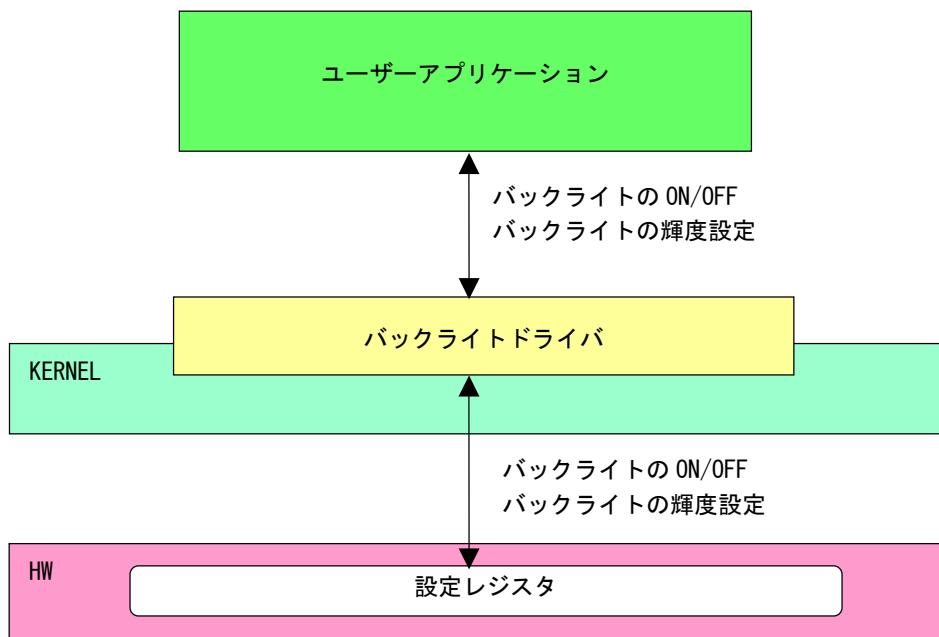 ユーザーアプリケーション
バックライトの ON/OFF
バックライトの輝度設定
バックライトドライバ
KERNEL
バックライトの ON/OFF
バックライトの輝度設定
HW
設定レジスタ